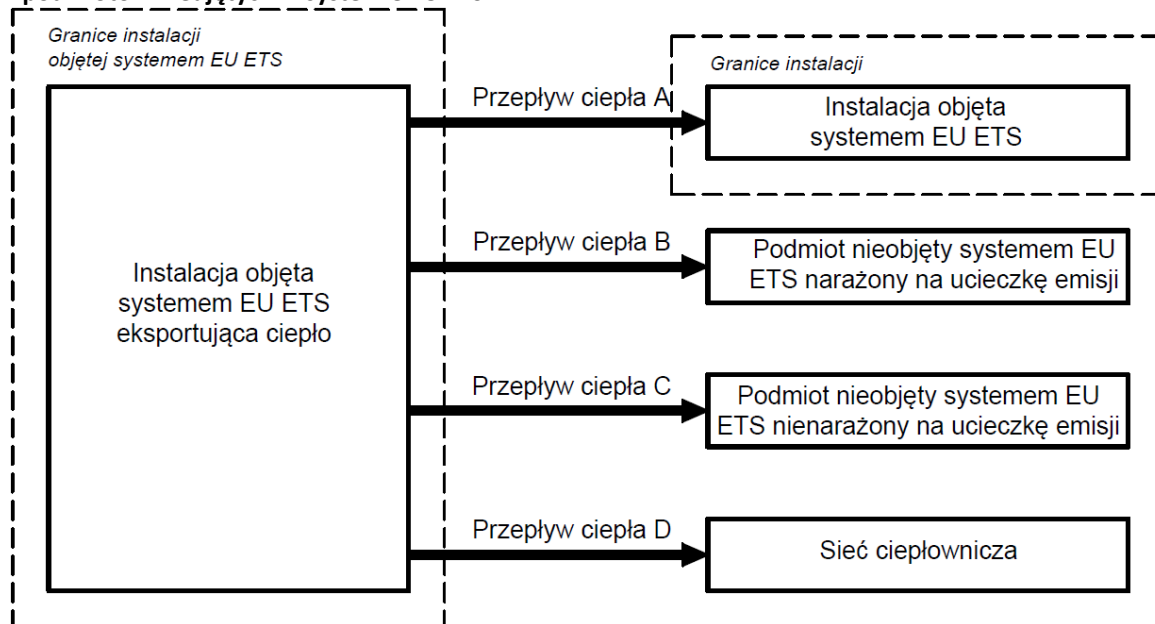 Granice instalacji
objętej systemem EU ETS
Granice instalacji
Przepływ ciepła A
Instalacja objęta
systemem EU ETS
Przepływ ciepła B
Podmiot nieobjęty systemem EU
ETS narażony na ucieczkę emisji
Instalacja objęta
systemem EU ETS
eksportująca ciepło
Przepływ ciepła C
Podmiot nieobjęty systemem EU
ETS nienarażony na ucieczkę emisji
Przepływ ciepła D
Sieć ciepłownicza